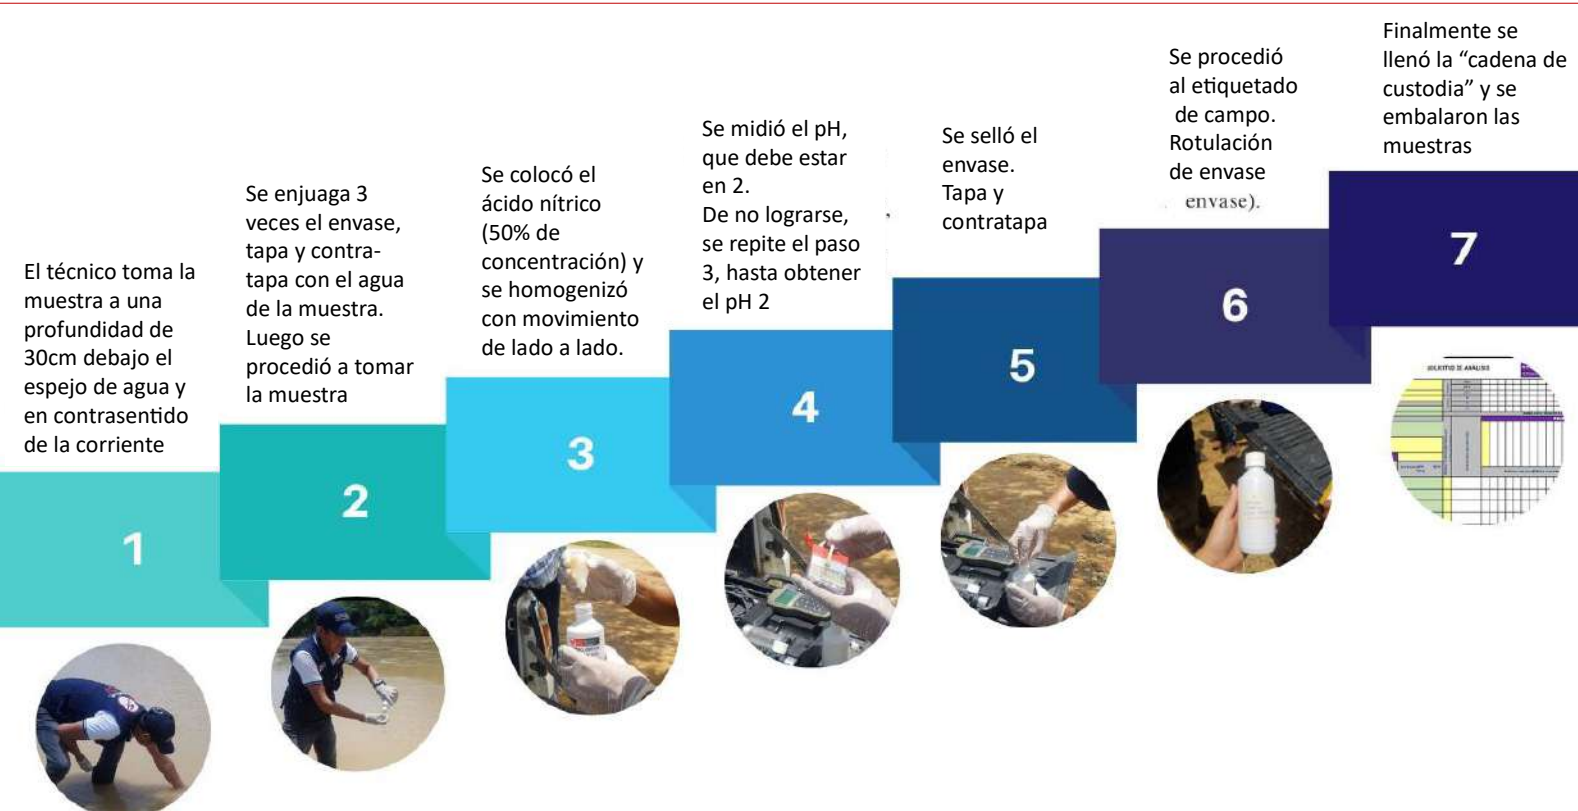 El técnico toma la
muestra a una
profundidad de
30cm debajo el
espejo de agua y
en contrasentido
de la corriente
1
Se enjuaga 3
veces el envase,
tapa y contra-
tapa con el agua
de la muestra.
Luego se
procedió a tomar
la muestra
2
Se colocó el
ácido nítrico
(50% de
concentración) y
se homogenizó
con movimiento
de lado a lado.
3
Se midió el pH,
que debe estar
en 2.
De no lograrse,
se repite el paso
3, hasta obtener
el pH 2
4
Se selló el
envase.
Tapa y
contratapa
5
Se procedió
al etiquetado
de campo.
Rotulación
de envase
envase).
6
Finalmente se
llenó la “cadena de
custodia” y se
embalaron las
muestras
7
SOLICITUD DE ANÁLISIS